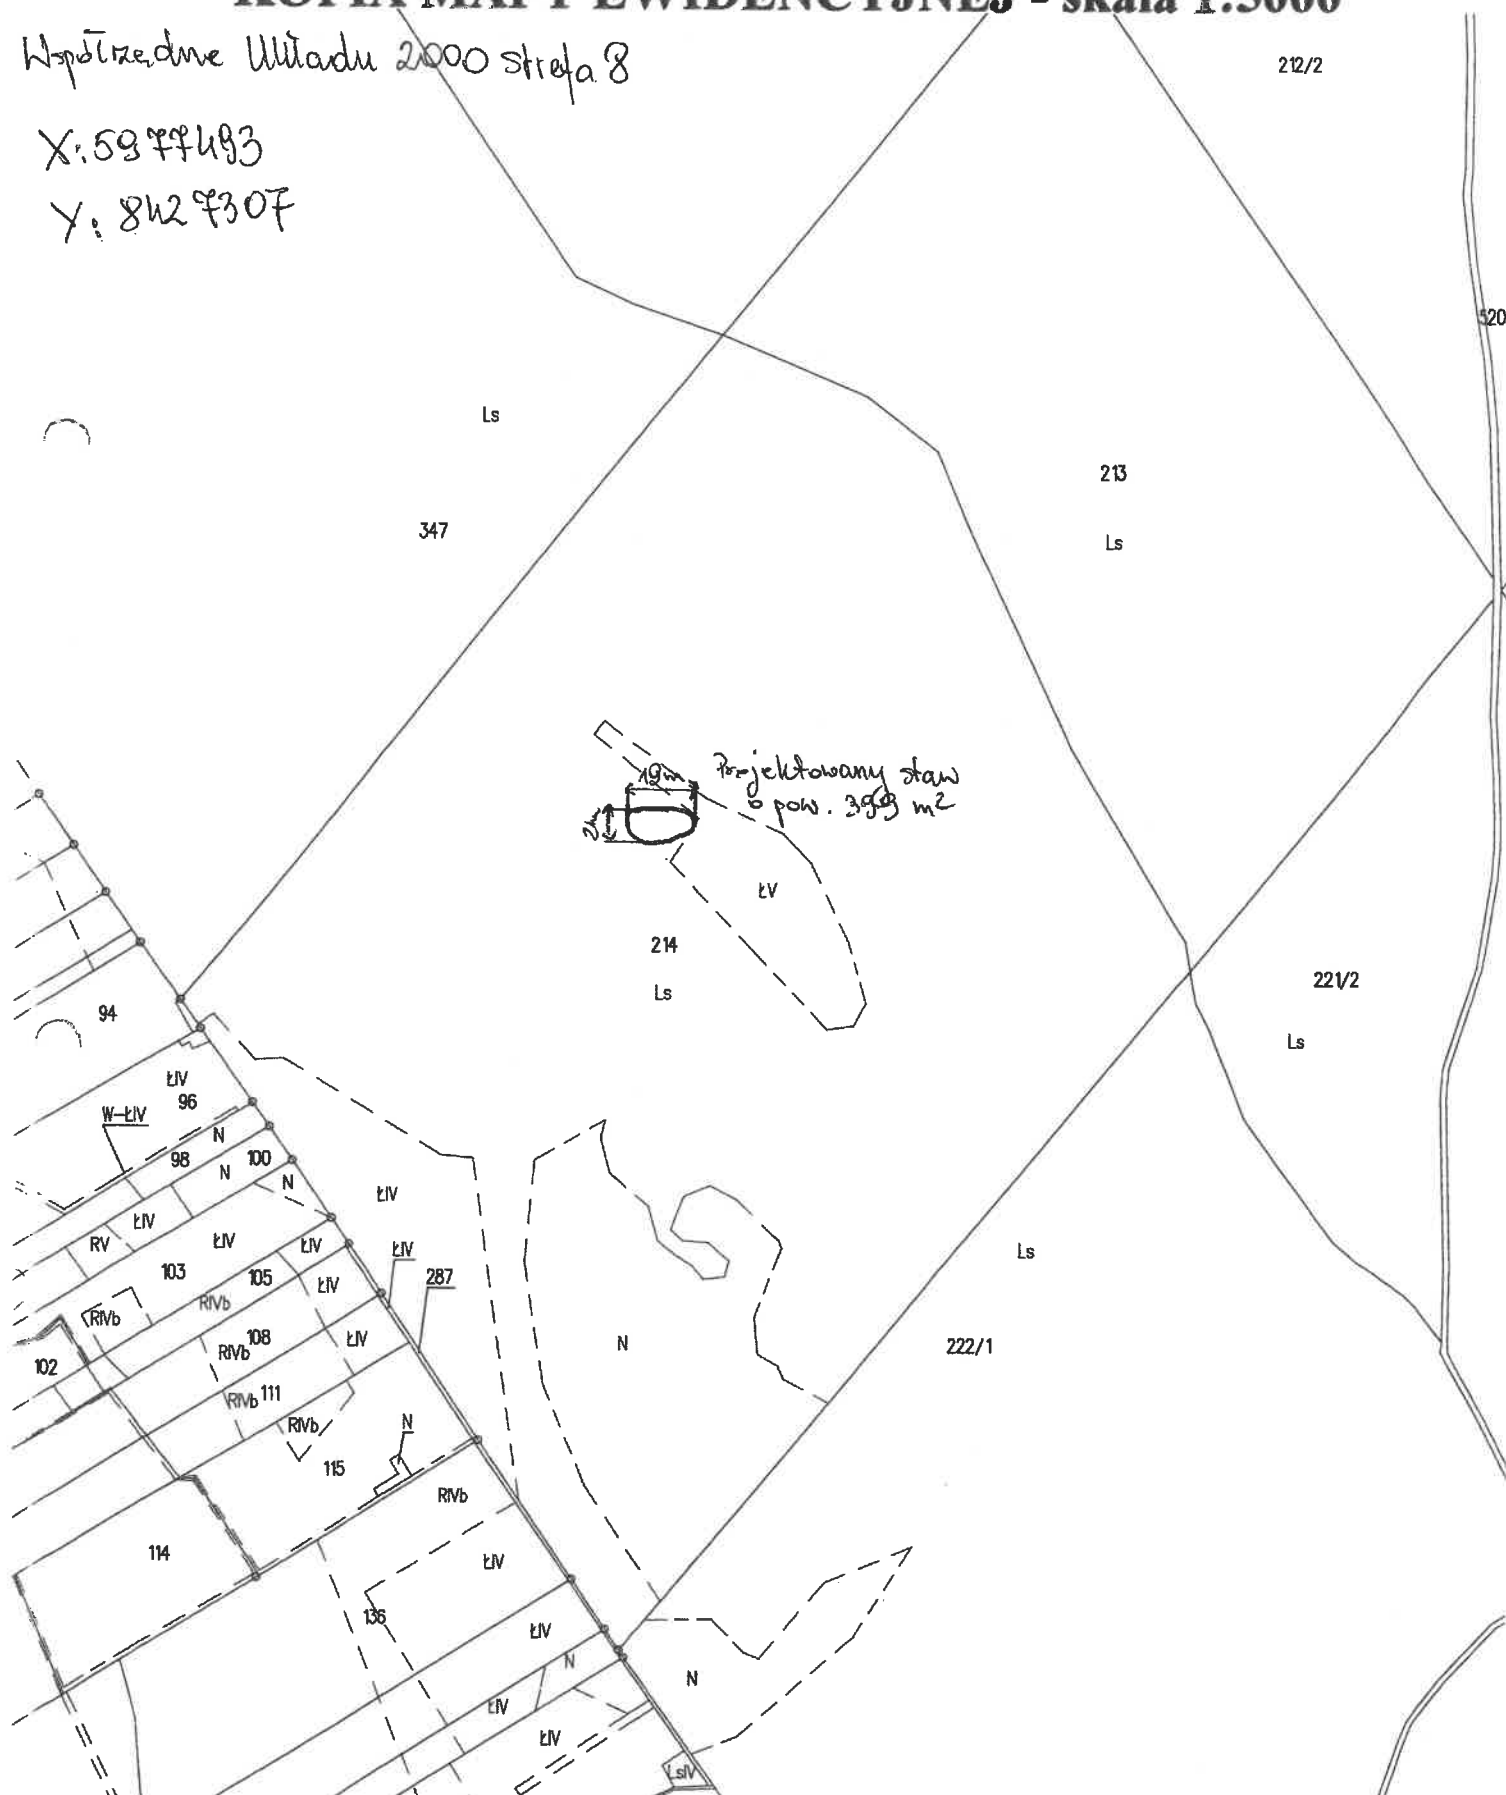 KOPIA MAPY EWIDENCYJNEJ - skala 1:5000
Współrzędne Układu 2000 strefa 8
X: 5977493
Y: 8427307
212/2
520
Ls
347
213
Ls
19m
Projektowany staw
o pow. 399 m2
21m
ŁV
214
Ls
221/2
Ls
94
ŁIV
96
W-ŁIV
N
98
N
100
N
ŁIV
ŁIV
RV
ŁIV
103
ŁIV
105
ŁIV
287
ŁIV
RIVb
RIVb
108
RIVb
ŁIV
102
RIVb
111
RIVb
N
115
RIVb
N
Ls
222/1
114
ŁIV
136
ŁIV
N
N
ŁIV
ŁIV
LsIV